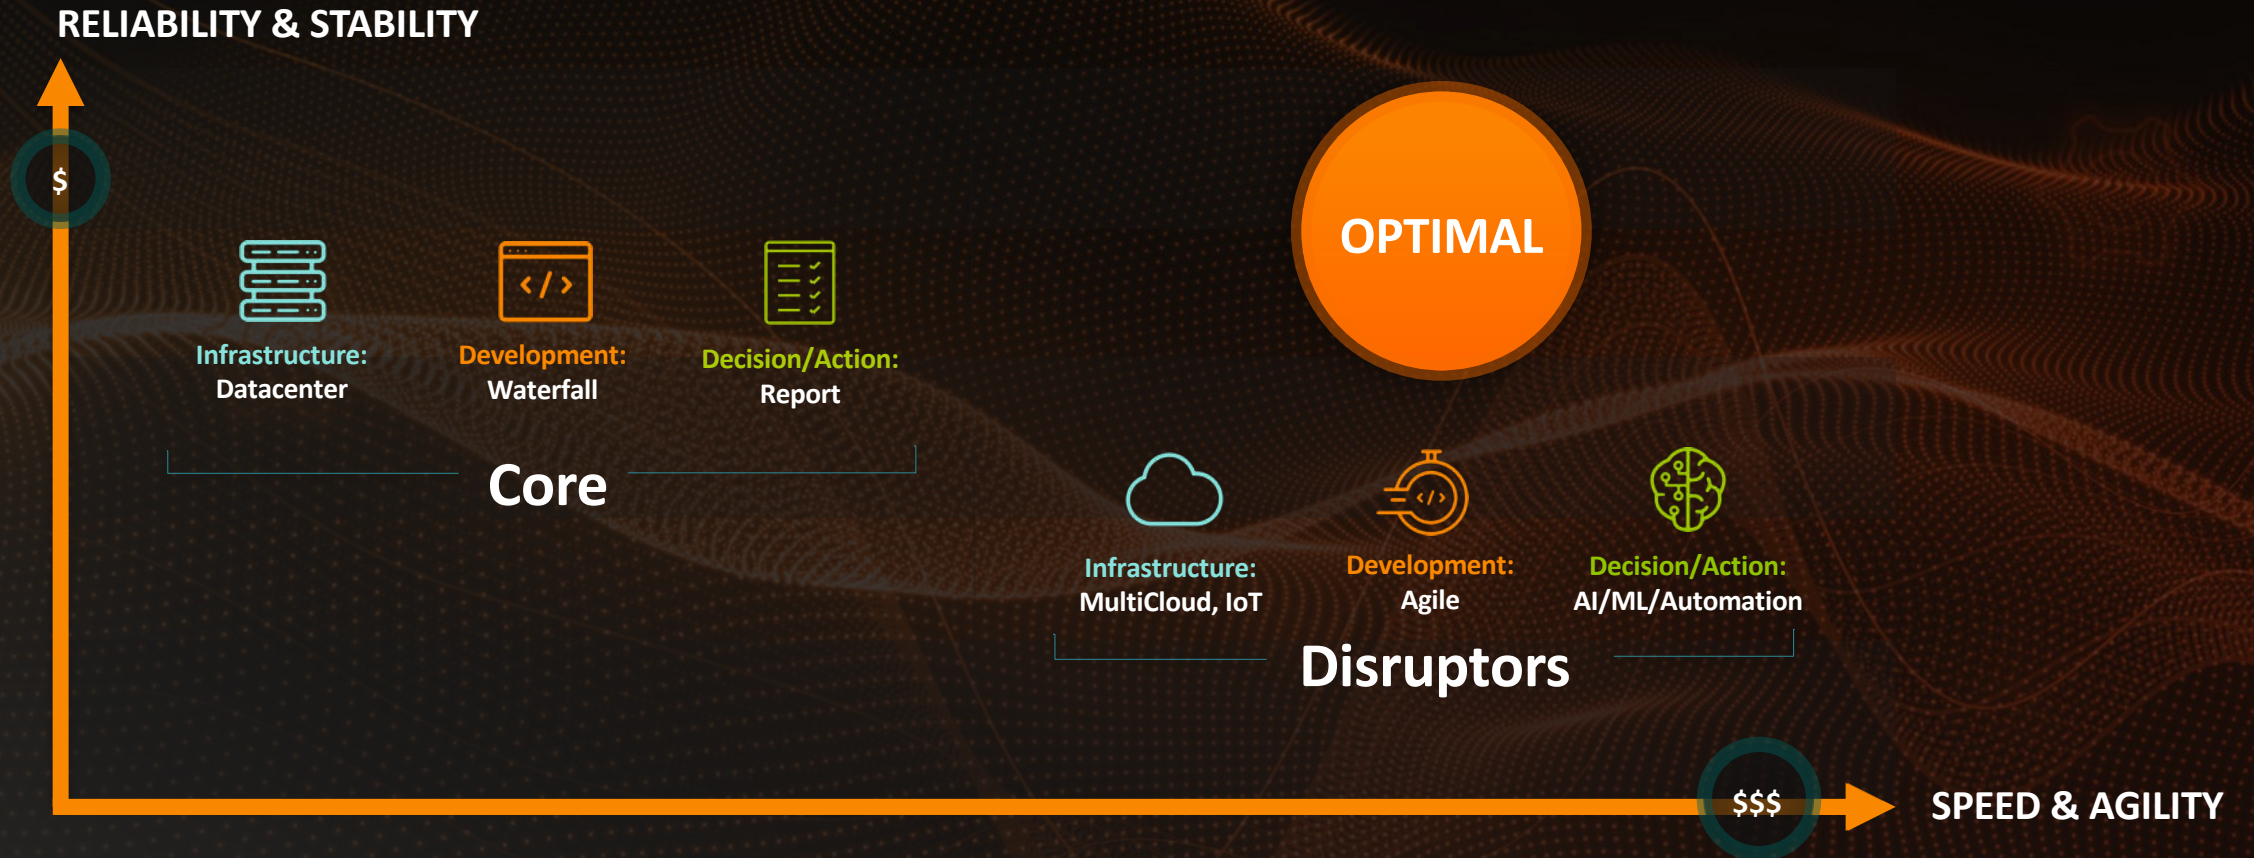 RELIABILITY & STABILITY
$
OPTIMAL
</>
Infrastructure:
Datacenter
Development:
Waterfall
Decision/Action:
Report
Core
</>
Infrastructure:
MultiCloud, IoT
Development:
Agile
Decision/Action:
AI/ML/Automation
Disruptors
$$$
SPEED & AGILITY